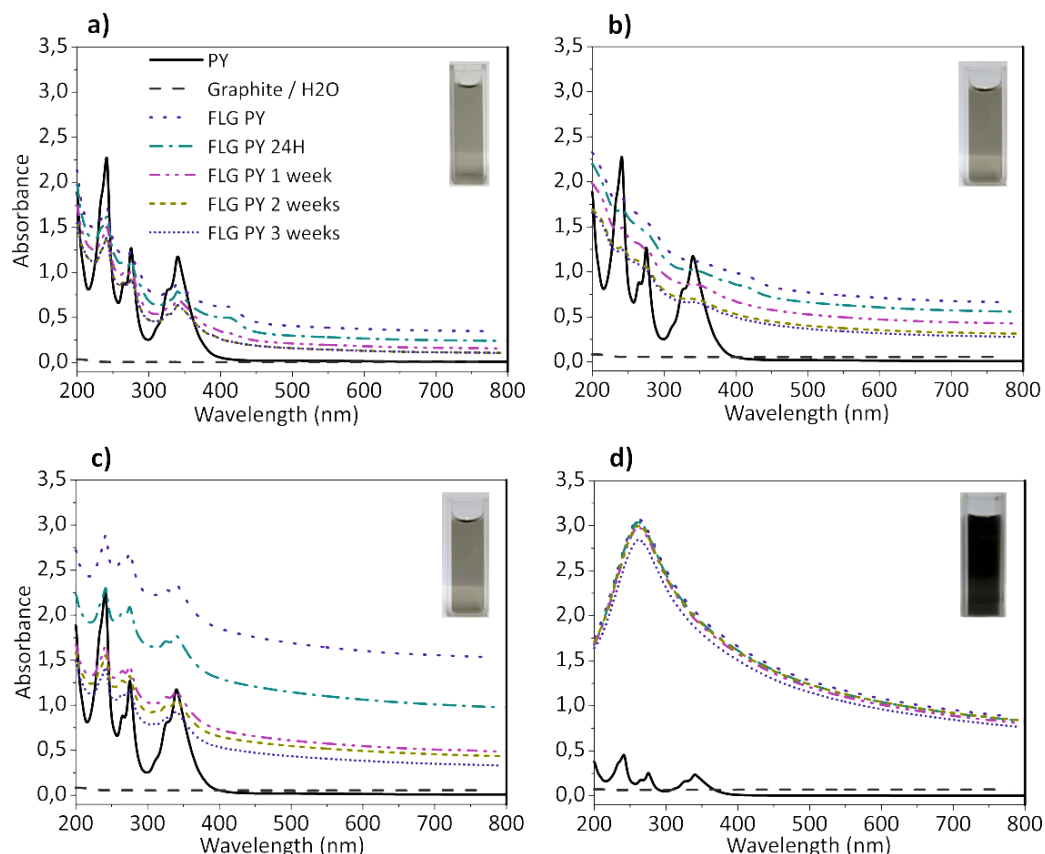 a)
3,5
3,0
2,5
2,0
1,5
1,0
0,5
0,0
Absorbance
PY
Graphite / H2O
FLG PY
FLG PY 24H
FLG PY 1 week
FLG PY 2 weeks
FLG PY 3 weeks
200 300 400 500 600 700 800
Wavelength (nm)
b)
3,5
3,0
2,5
2,0
1,5
1,0
0,5
0,0
Absorbance
200 300 400 500 600 700 800
Wavelength (nm)
c)
3,5
3,0
2,5
2,0
1,5
1,0
0,5
0,0
Absorbance
200 300 400 500 600 700 800
Wavelength (nm)
d)
3,5
3,0
2,5
2,0
1,5
1,0
0,5
0,0
Absorbance
200 300 400 500 600 700 800
Wavelength (nm)